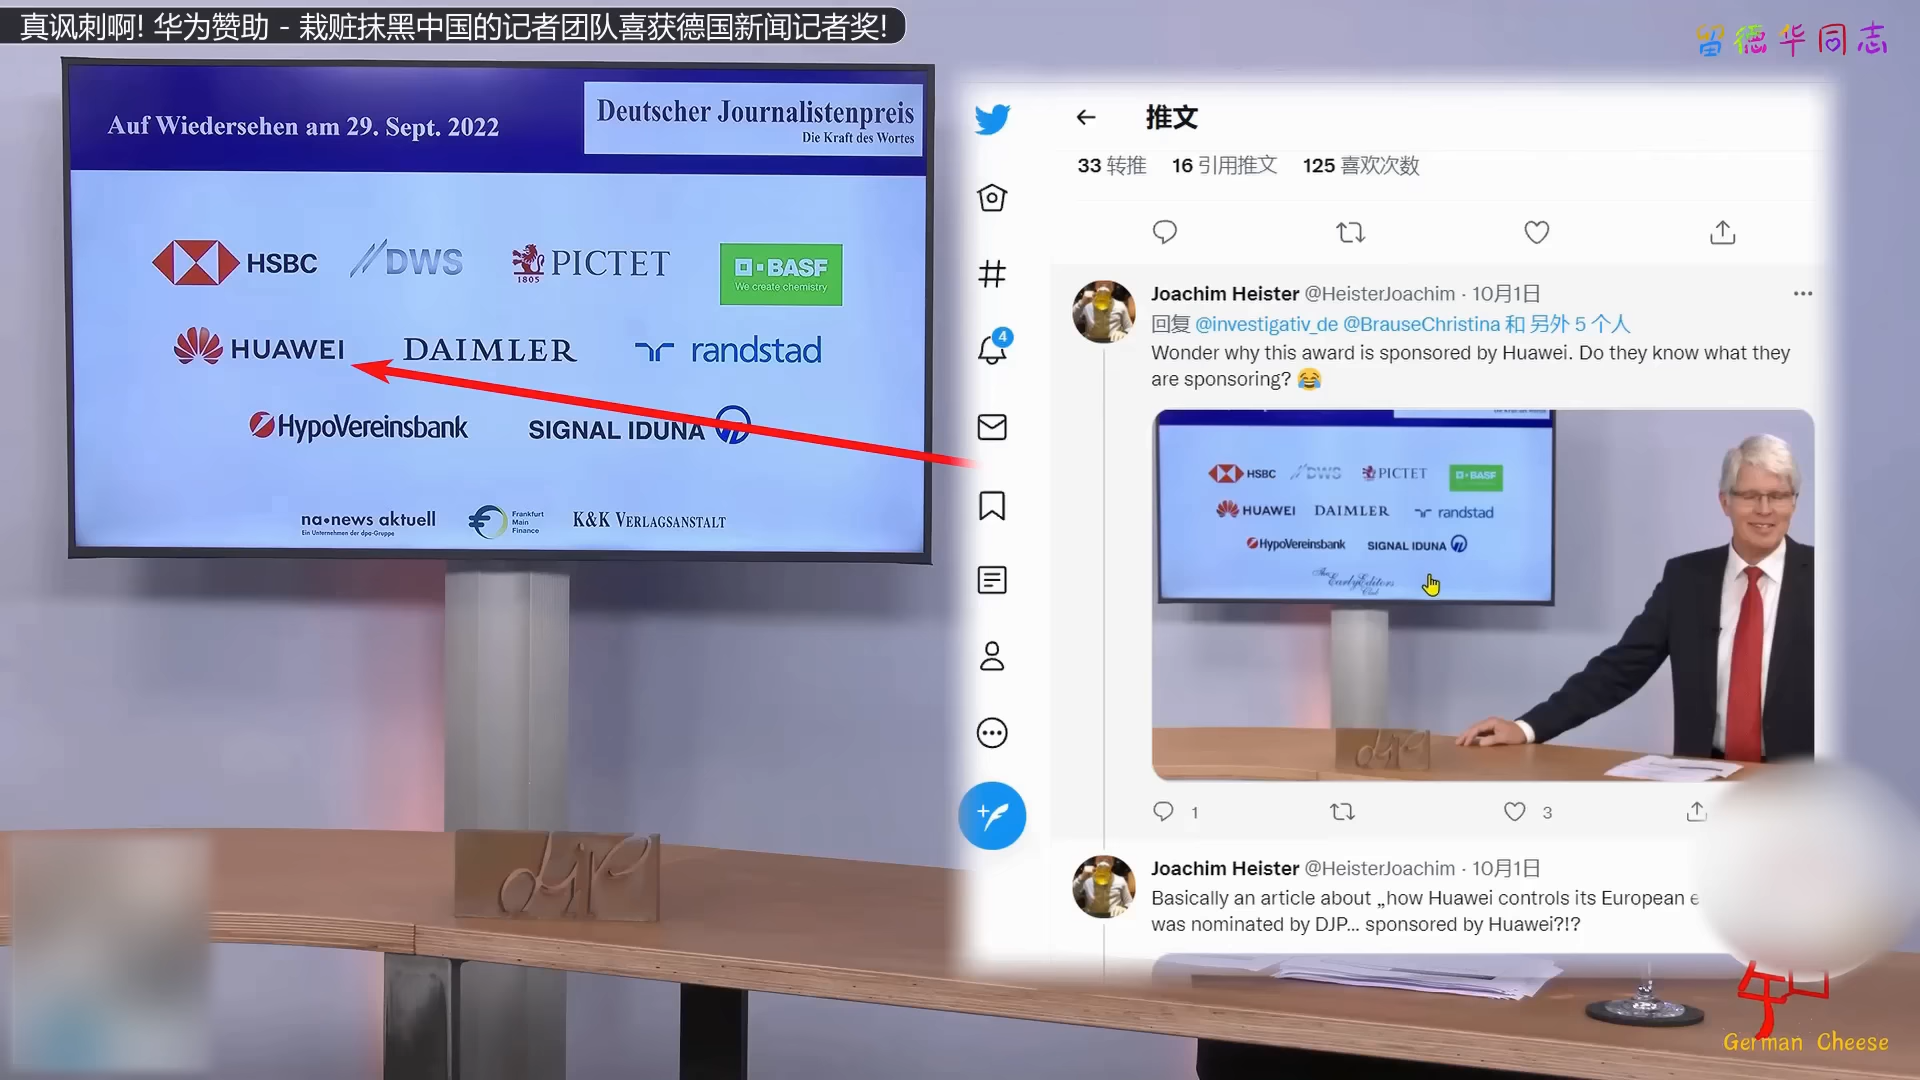 真讽刺啊! 华为赞助 - 栽赃抹黑中国的记者团队喜获德国新闻记者奖!
留德华同志
Auf Wiedersehen am 29. Sept. 2022
Deutscher Journalistenpreis
Die Kraft des Wortes
HSBC
DWS
PICTET
1805
BASF
We create chemistry
HUAWEI
DAIMLER
randstad
HypoVereinsbank
SIGNAL IDUNA
na•news aktuell
Ein Unternehmen der dpa-Gruppe
Frankfurt
Main
Finance
K&K VERLAGSANSTALT
djp
推文
33 转推 16 引用推文 125 喜欢次数
4
Joachim Heister @HeisterJoachim · 10月1日
回复 @investigativ_de @BrauseChristina 和 另外 5 个人
Wonder why this award is sponsored by Huawei. Do they know what they
are sponsoring? 😂
HSBC
DWS
PICTET
BASF
HUAWEI
DAIMLER
randstad
HypoVereinsbank
SIGNAL IDUNA
The EarlyEditors
Club
djp
1
3
Joachim Heister @HeisterJoachim · 10月1日
Basically an article about „how Huawei controls its European e
was nominated by DJP... sponsored by Huawei?!?
German Cheese